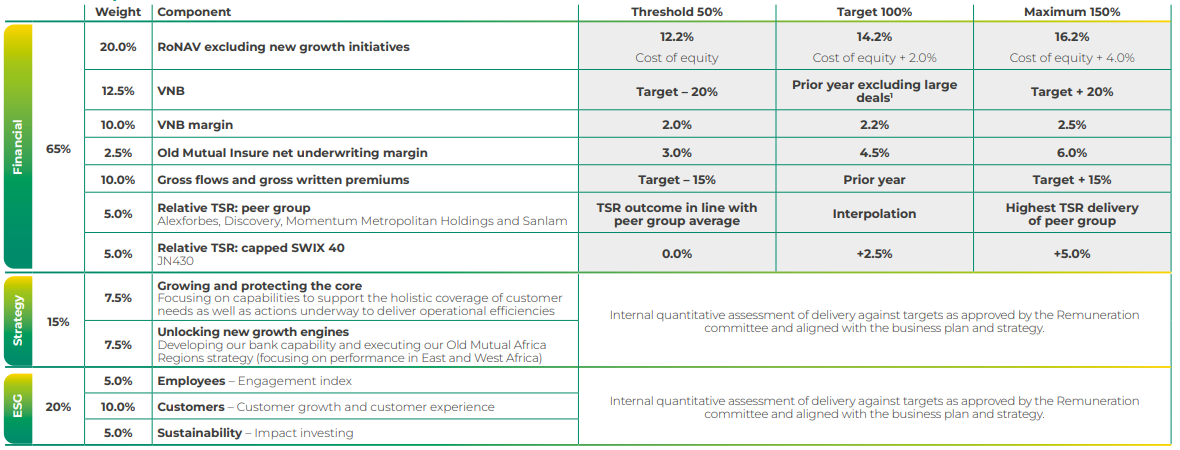 Weight Component Threshold 50% Target 100% Maximum 150%
Financial
65%
20.0% RoNAV excluding new growth initiatives
12.2%
Cost of equity
14.2%
Cost of equity + 2.0%
16.2%
Cost of equity + 4.0%
12.5% VNB Target – 20%
Prior year excluding large
deals¹
Target + 20%
10.0% VNB margin 2.0% 2.2% 2.5%
2.5% Old Mutual Insure net underwriting margin 3.0% 4.5% 6.0%
10.0% Gross flows and gross written premiums Target – 15% Prior year Target + 15%
5.0%
Relative TSR: peer group
Alexforbes, Discovery, Momentum Metropolitan Holdings and Sanlam
TSR outcome in line with
peer group average
Interpolation
Highest TSR delivery
of peer group
5.0%
Relative TSR: capped SWIX 40
JN430
0.0% +2.5% +5.0%
Strategy
15%
7.5%
Growing and protecting the core
Focusing on capabilities to support the holistic coverage of customer
needs as well as actions underway to deliver operational efficiencies
7.5%
Unlocking new growth engines
Developing our bank capability and executing our Old Mutual Africa
Regions strategy (focusing on performance in East and West Africa)
Internal quantitative assessment of delivery against targets as approved by the Remuneration
committee and aligned with the business plan and strategy.
ESG
20%
5.0% Employees – Engagement index
10.0% Customers – Customer growth and customer experience
5.0% Sustainability – Impact investing
Internal quantitative assessment of delivery against targets as approved by the Remuneration
committee and aligned with the business plan and strategy.